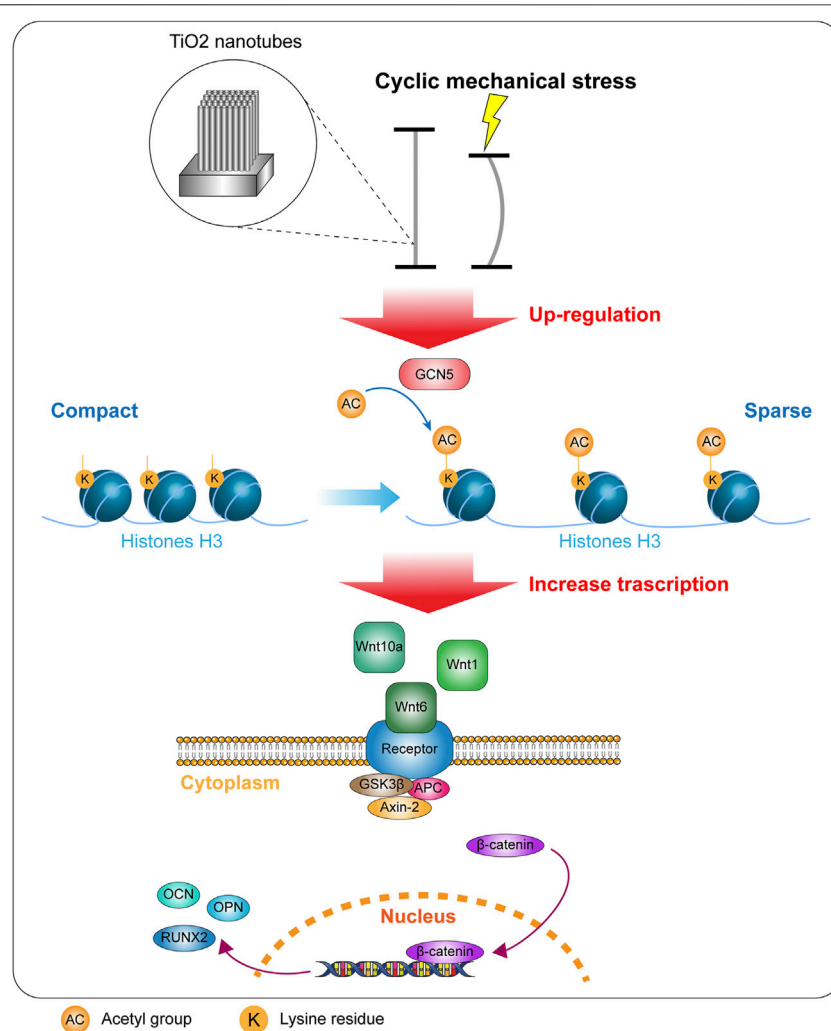 TiO2 nanotubes
Cyclic mechanical stress
Up-regulation
GCN5
Compact
AC
Sparse
AC
AC
AC
K
K
K
K
K
K
Histones H3
Histones H3
Increase trascription
Wnt10a
Wnt1
Wnt6
Receptor
Cytoplasm
GSK3β
APC
Axin-2
β-catenin
OCN
OPN
Nucleus
RUNX2
β-catenin
AC Acetyl group
K Lysine residue